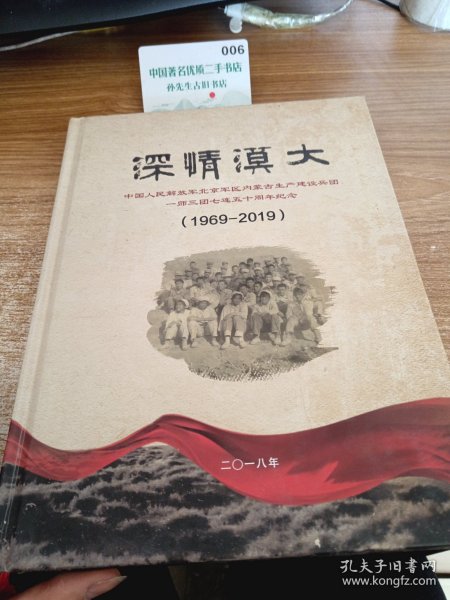 006
中国著名优质二手书店
孙先生古旧书店
深情漠大
中国人民解放军北京军区内蒙古生产建设兵团
一师三团七连五十周年纪念
(1969-2019)
二〇一八年
孔夫子旧书网
www.kongfz.com